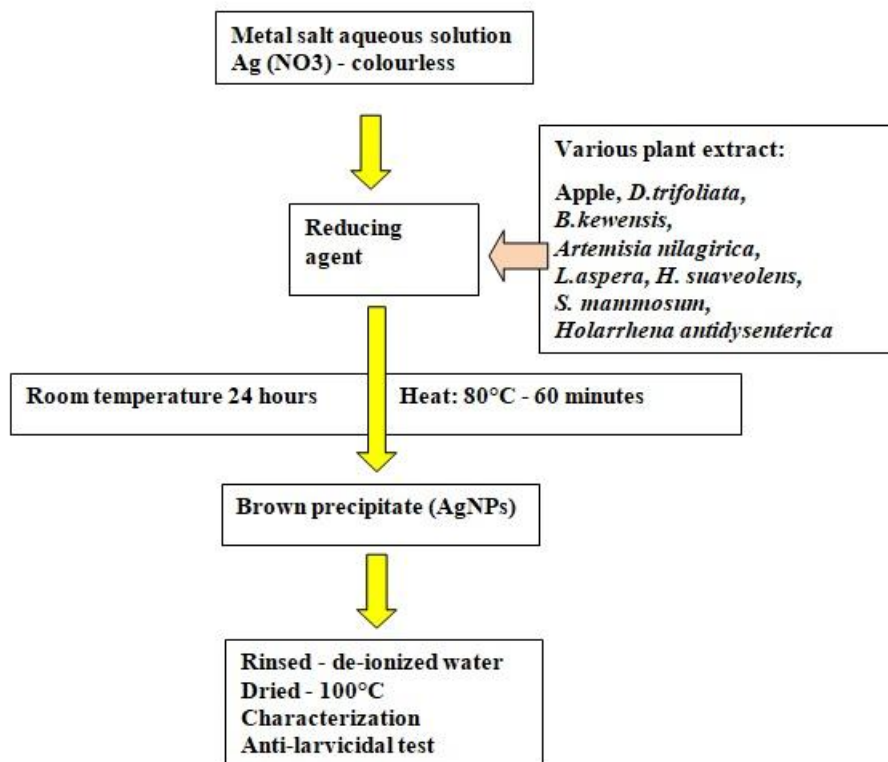 Metal salt aqueous solution
Ag (NO3) - colourless
Various plant extract:
Apple, D.trifoliata,
B.kewensis,
Artemisia nilagirica,
L.aspera, H. suaveolens,
S. mammosum,
Holarrhena antidysenterica
Reducing
agent
Room temperature 24 hours
Heat: 80°C - 60 minutes
Brown precipitate (AgNPs)
Rinsed - de-ionized water
Dried - 100°C
Characterization
Anti-larvicidal test